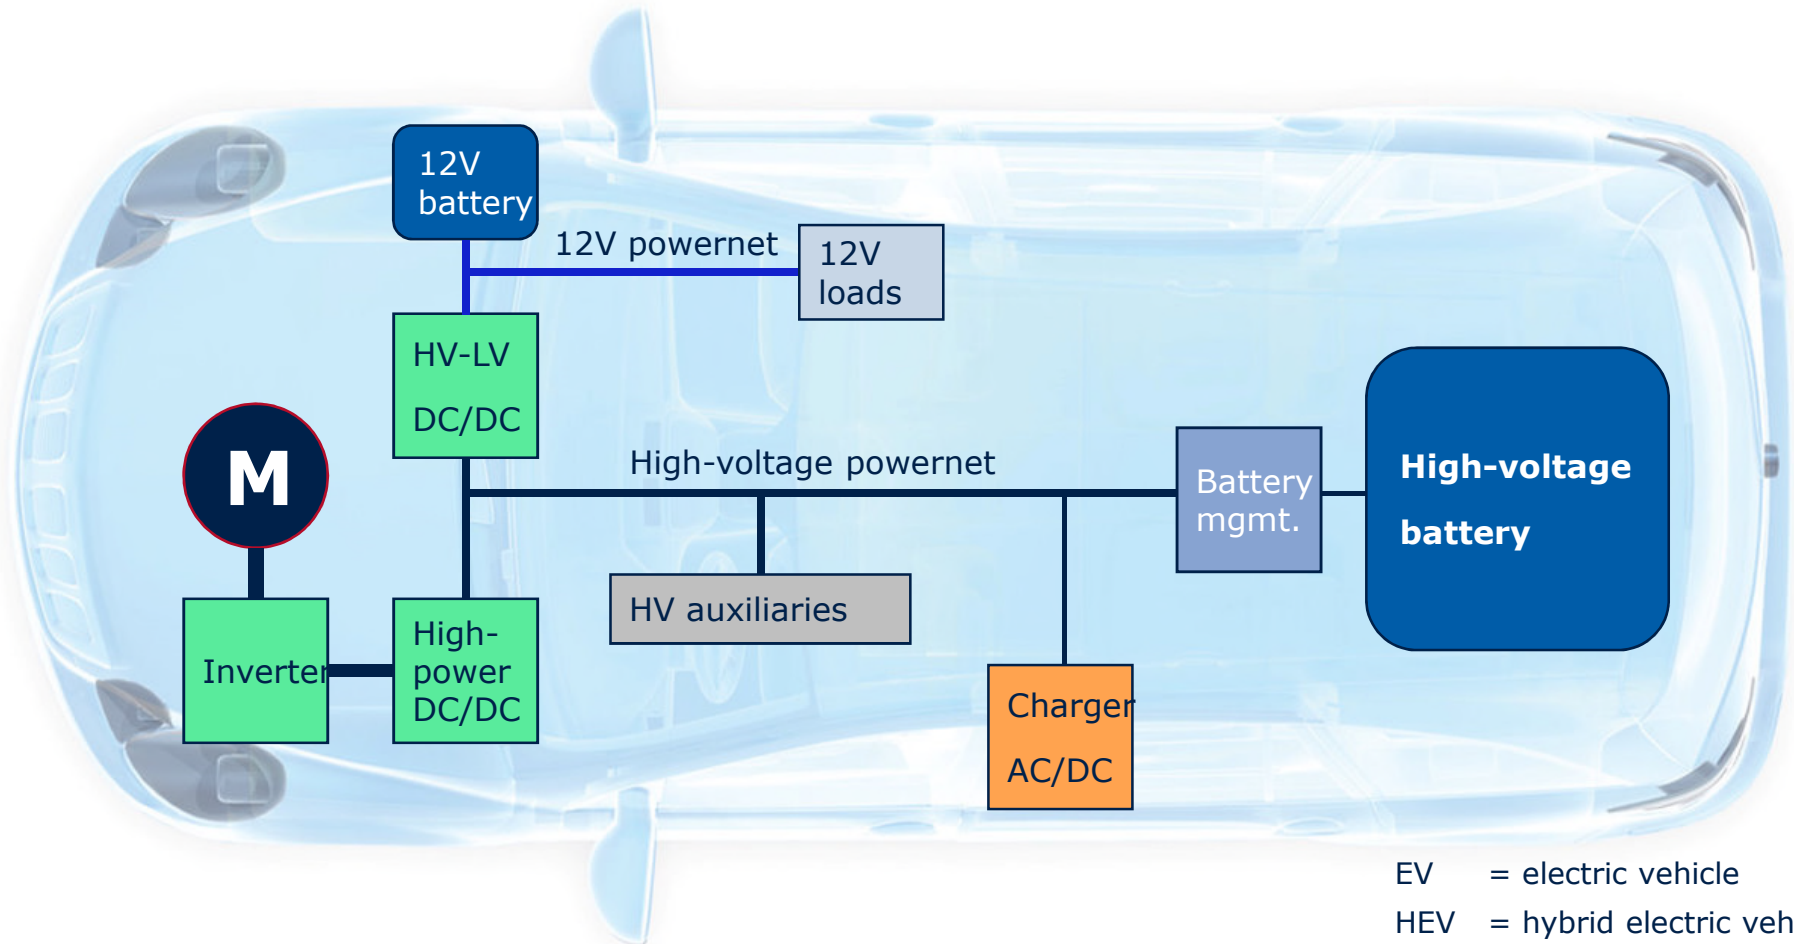 12V
battery
12V powernet
12V
loads
HV-LV
DC/DC
M
High-voltage powernet
Battery
mgmt.
High-voltage
battery
HV auxiliaries
Inverter
High-
power
DC/DC
Charger
AC/DC
EV = electric vehicle
HEV = hybrid electric veh